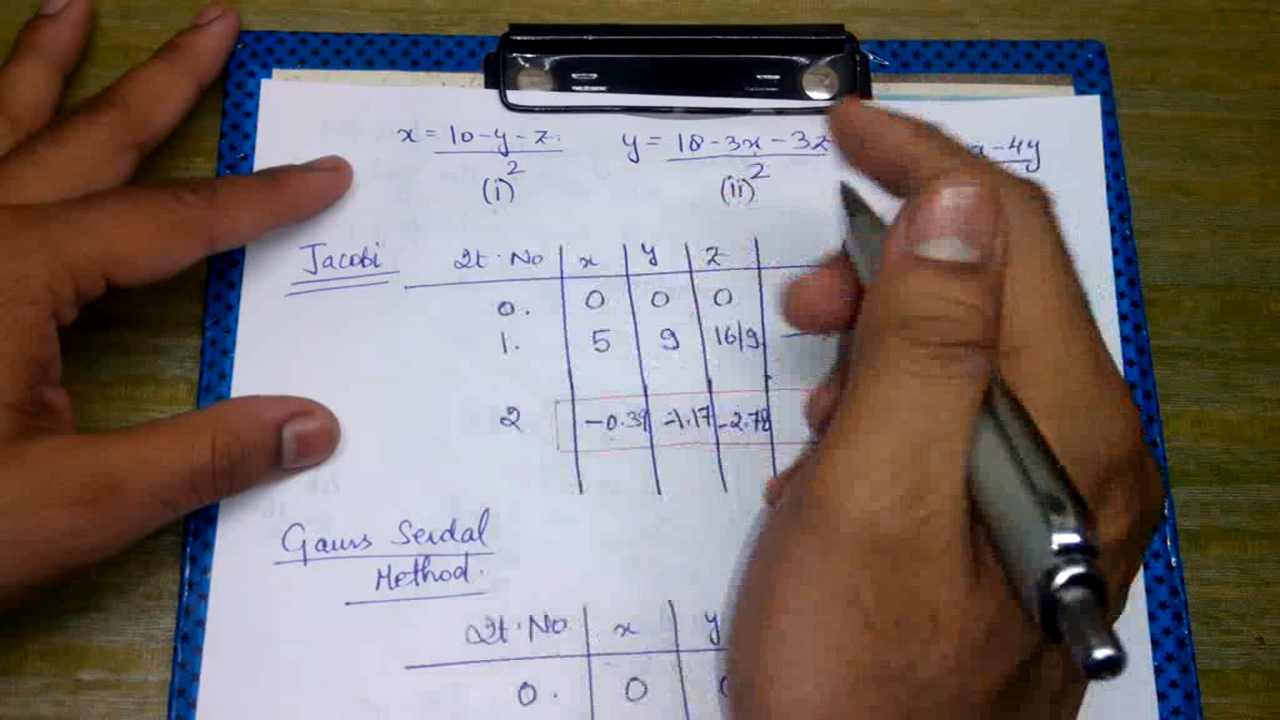 x = 10 - y - z / 2 y = 18 - 3x - 3z / 2 - 4y
(i) (ii)
Jacobi It. No x y z
0. 0 0 0
1. 5 9 16/9
2 -0.39 -1.17 -2.78
Gauss Seidal
Method.
It. No x y
0. 0